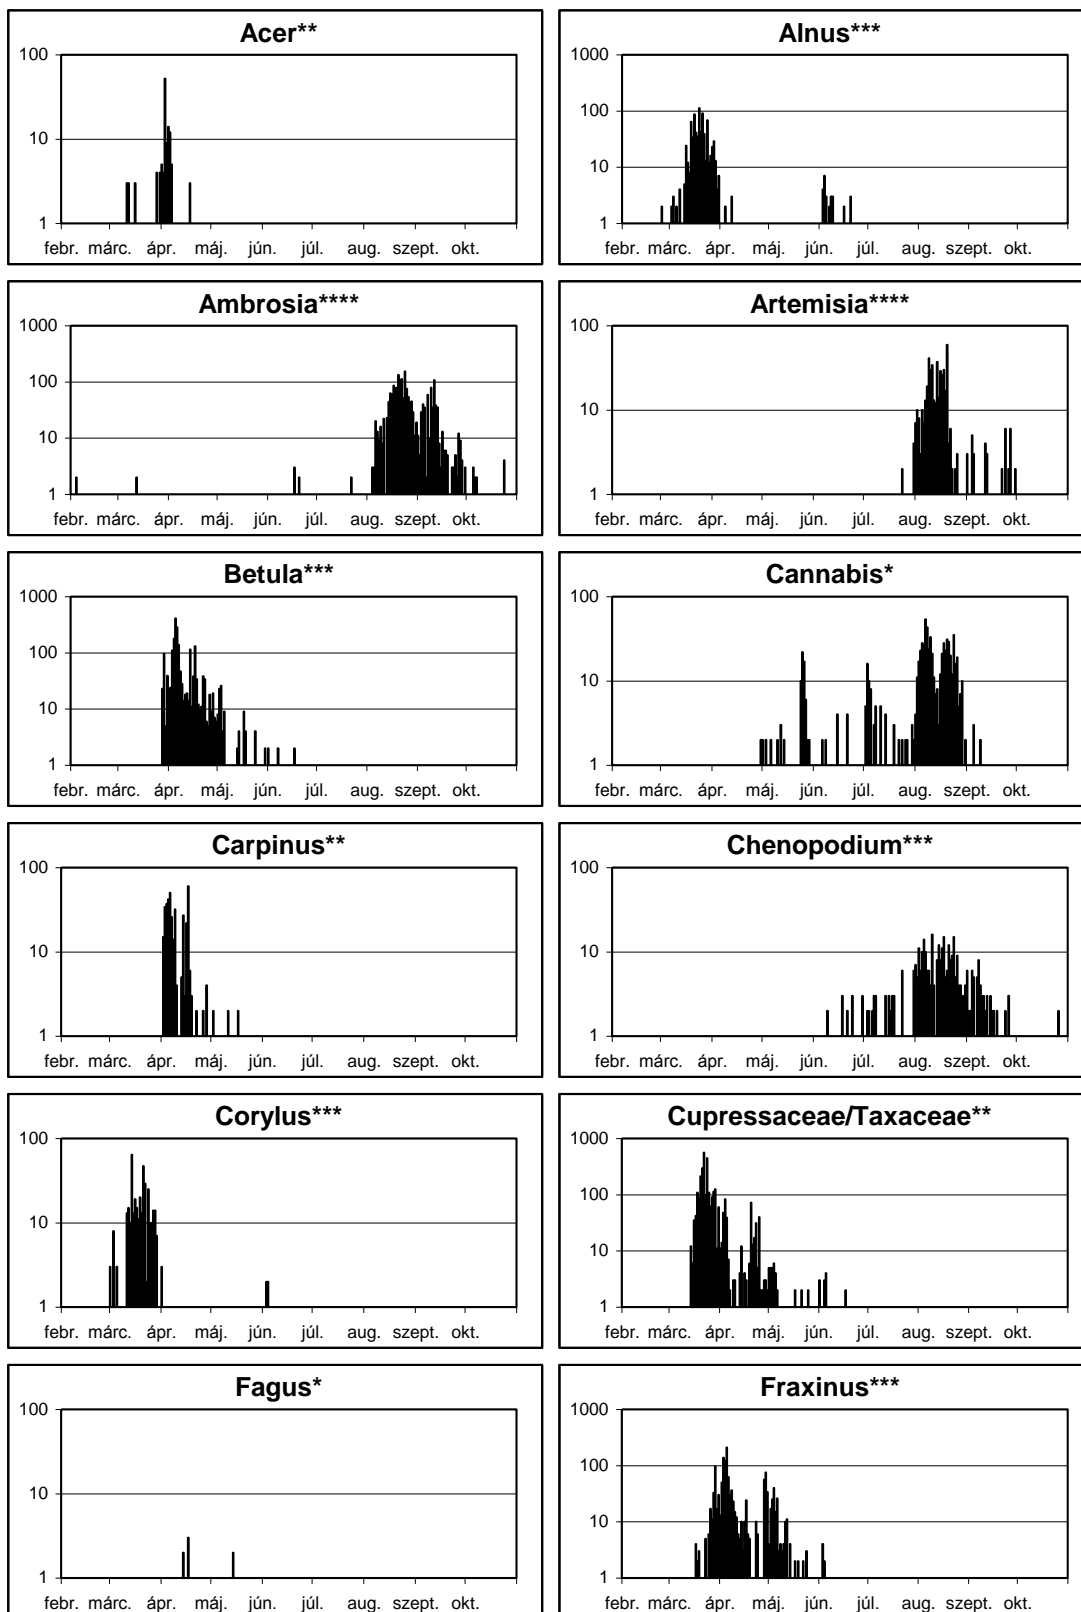 Acer**
100
10
1
febr. márc. ápr. máj. jún. júl. aug. szept. okt.
Alnus***
1000
100
10
1
febr. márc. ápr. máj. jún. júl. aug. szept. okt.
Ambrosia****
1000
100
10
1
febr. márc. ápr. máj. jún. júl. aug. szept. okt.
Artemisia****
100
10
1
febr. márc. ápr. máj. jún. júl. aug. szept. okt.
Betula***
1000
100
10
1
febr. márc. ápr. máj. jún. júl. aug. szept. okt.
Cannabis*
100
10
1
febr. márc. ápr. máj. jún. júl. aug. szept. okt.
Carpinus**
100
10
1
febr. márc. ápr. máj. jún. júl. aug. szept. okt.
Chenopodium***
100
10
1
febr. márc. ápr. máj. jún. júl. aug. szept. okt.
Corylus***
100
10
1
febr. márc. ápr. máj. jún. júl. aug. szept. okt.
Cupressaceae/Taxaceae**
1000
100
10
1
febr. márc. ápr. máj. jún. júl. aug. szept. okt.
Fagus*
100
10
1
febr. márc. ápr. máj. jún. júl. aug. szept. okt.
Fraxinus***
1000
100
10
1
febr. márc. ápr. máj. jún. júl. aug. szept. okt.